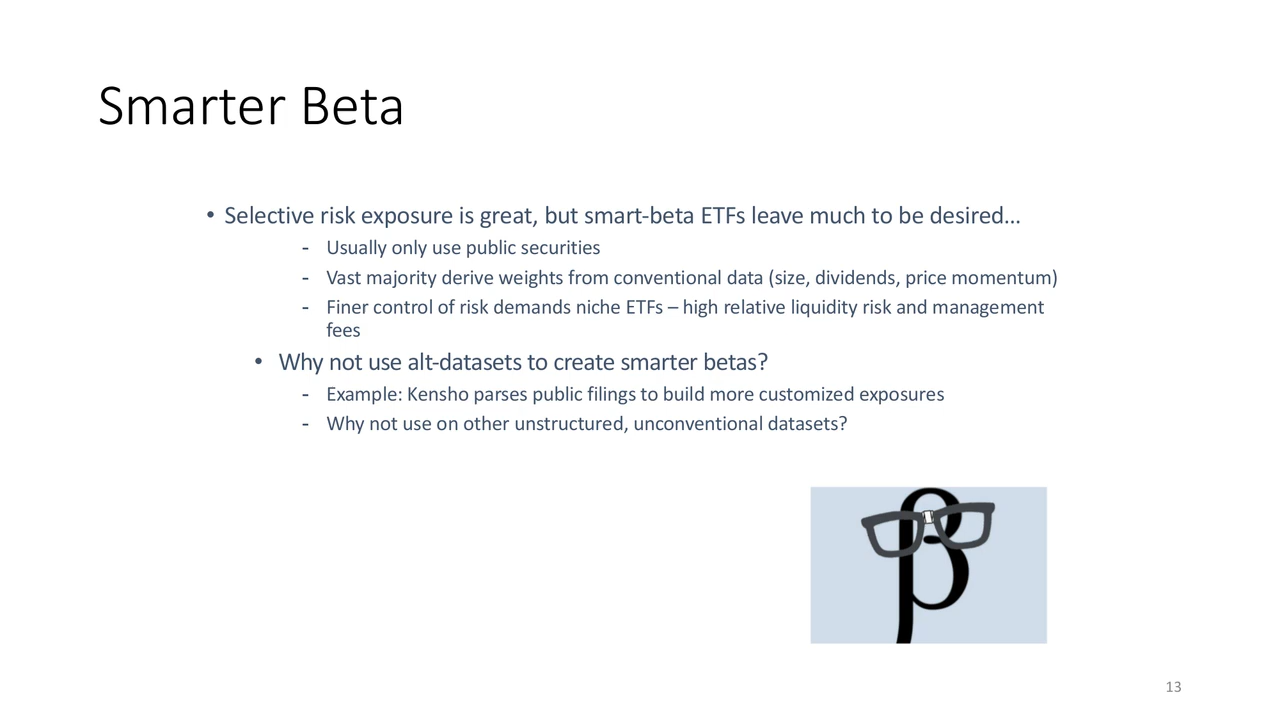 Smarter Beta
• Selective risk exposure is great, but smart-beta ETFs leave much to be desired…
- Usually only use public securities
- Vast majority derive weights from conventional data (size, dividends, price momentum)
- Finer control of risk demands niche ETFs – high relative liquidity risk and management
fees
• Why not use alt-datasets to create smarter betas?
- Example: Kensho parses public filings to build more customized exposures
- Why not use on other unstructured, unconventional datasets?
β
13